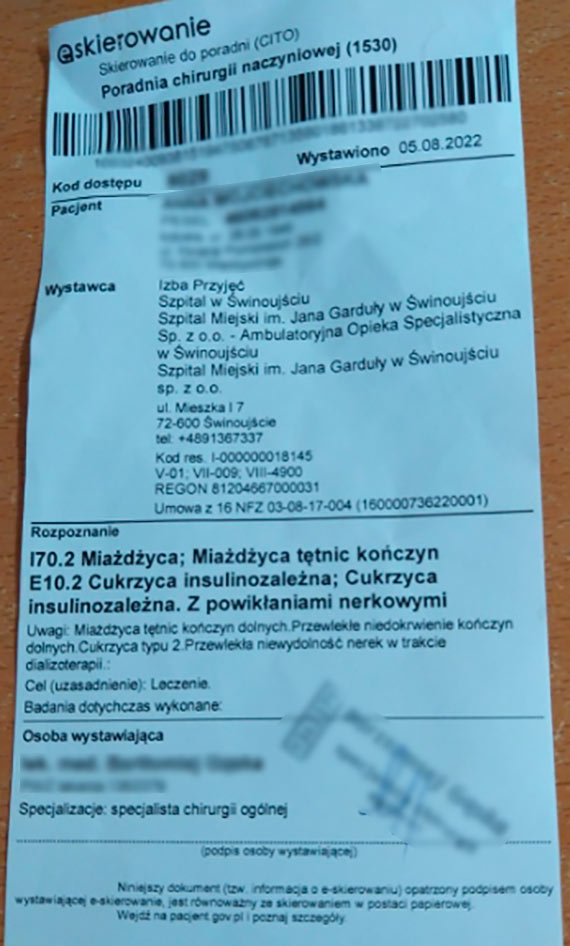 @skierowanie
Skierowanie do poradni (CITO)
Poradnia chirurgii naczyniowej (1530)
Wystawiono 05.08.2022
Kod dostępu
Pacjent
Wystawca
Izba Przyjęć
Szpital w Świnoujściu
Szpital Miejski im. Jana Garduły w Świnoujściu
Sp. z o.o. - Ambulatoryjna Opieka Specjalistyczna
w Świnoujściu
Szpital Miejski im. Jana Garduły w Świnoujściu
sp. z o.o.
ul. Mieszka I 7
72-600 Świnoujście
tel: +4891367337
Kod res. I-000000018145
V-01; VII-009; VIII-4900
REGON 81204667000031
Umowa z 16 NFZ 03-08-17-004 (160000736220001)
Rozpoznanie
I70.2 Miażdżyca; Miażdżyca tętnic kończyn
E10.2 Cukrzyca insulinozależna; Cukrzyca
insulinozależna. Z powikłaniami nerkowymi
Uwagi: Miażdżyca tętnic kończyn dolnych.Przewlekłe niedokrwienie kończyn
dolnych.Cukrzyca typu 2.Przewlekła niewydolność nerek w trakcie
dializoterapii.:
Cel (uzasadnienie): Leczenie.
Badania dotychczas wykonane:
Osoba wystawiająca
Specjalizacje: specjalista chirurgii ogólnej
(podpis osoby wystawiającej)
Niniejszy dokument (tzw. informacja o e-skierowaniu) opatrzony podpisem osoby
wystawiającej e-skierowanie, jest równoważny ze skierowaniem w postaci papierowej.
Wejdź na pacjent.gov.pl i poznaj szczegóły.